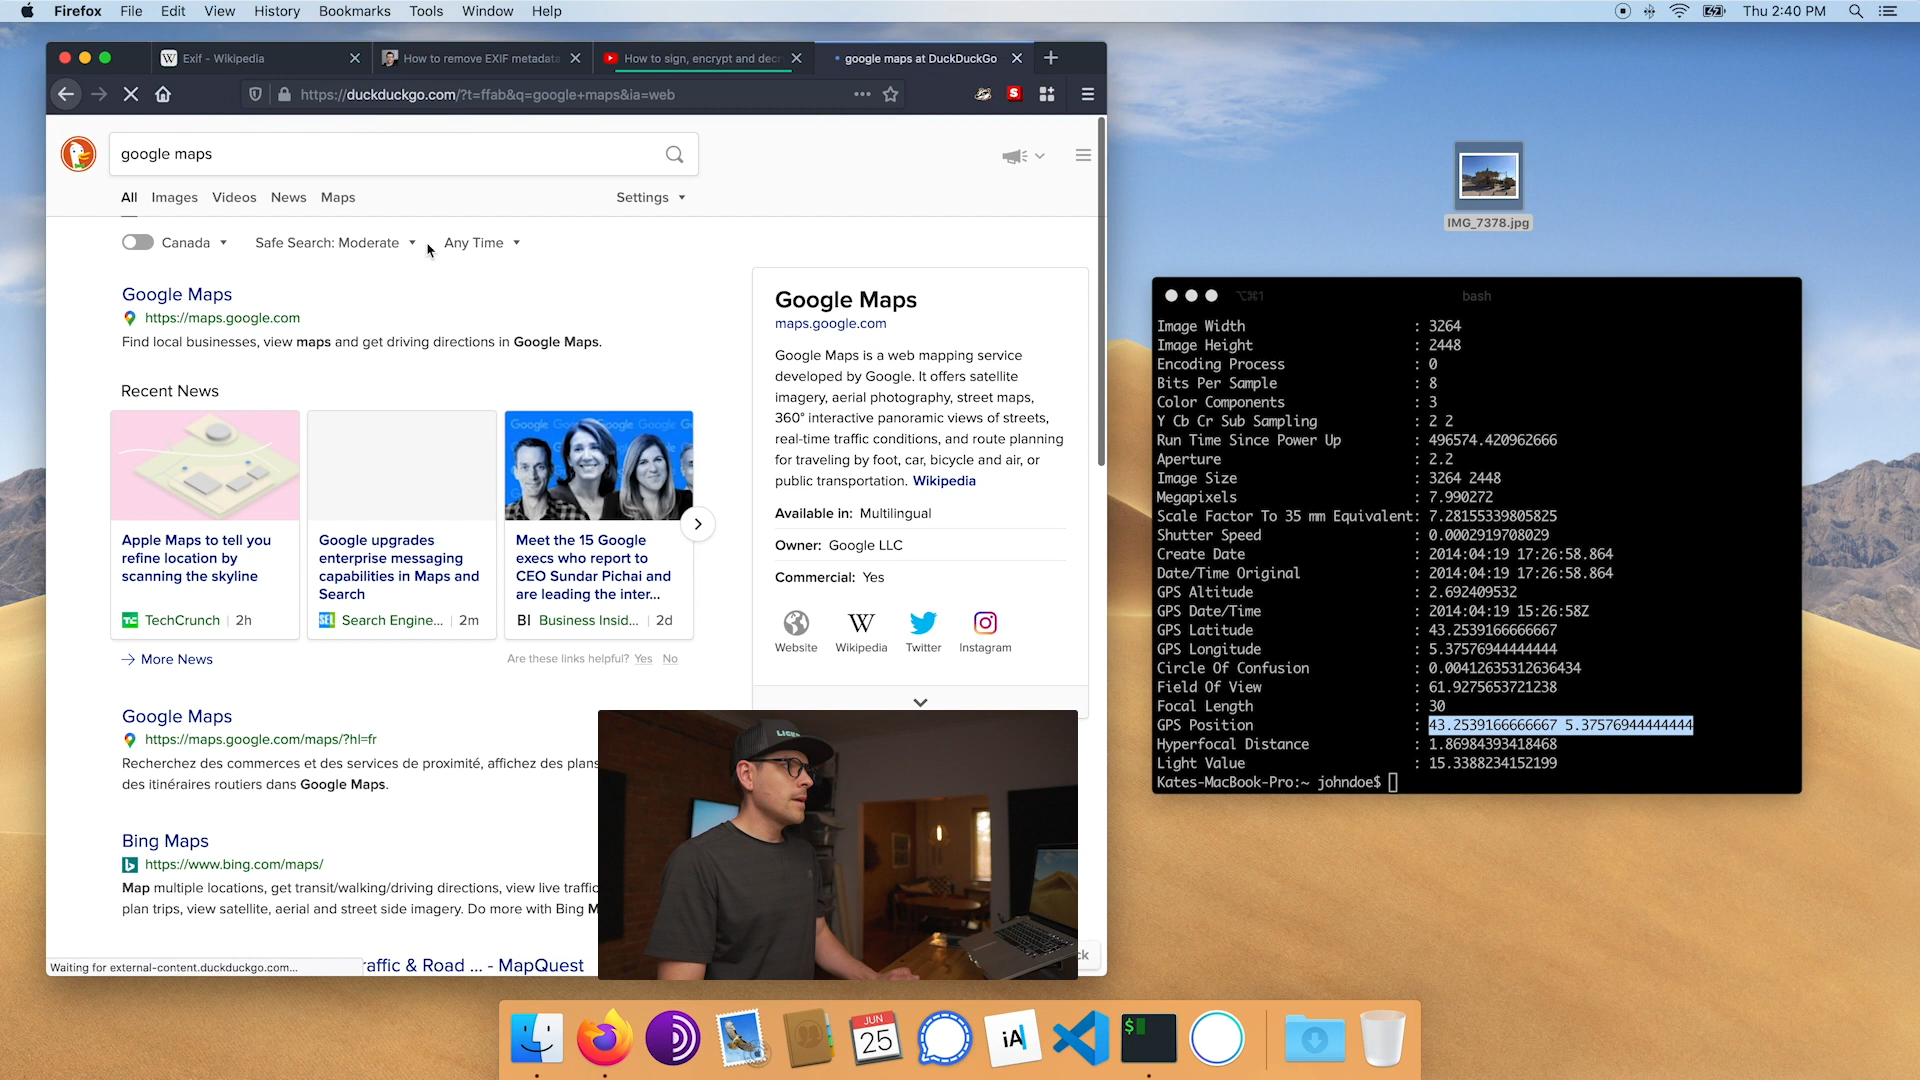 Firefox File Edit View History Bookmarks Tools Window Help
Thu 2:40 PM
Exif - Wikipedia
How to remove EXIF metadata
How to sign, encrypt and decr
google maps at DuckDuckGo
https://duckduckgo.com/?t=ffab&q=google+maps&ia=web
google maps
All Images Videos News Maps
Settings
Canada
Safe Search: Moderate
Any Time
Google Maps
https://maps.google.com
Find local businesses, view maps and get driving directions in Google Maps.
Recent News
Google Google
Apple Maps to tell you
refine location by
scanning the skyline
TechCrunch 2h
Google upgrades
enterprise messaging
capabilities in Maps and
Search
SEL Search Engine... 2m
Meet the 15 Google
execs who report to
CEO Sundar Pichai and
are leading the inter...
BI Business Insid... 2d
More News
Are these links helpful? Yes No
Google Maps
https://maps.google.com/maps/?hl=fr
Recherchez des commerces et des services de proximité, affichez des plans
des itinéraires routiers dans Google Maps.
Bing Maps
https://www.bing.com/maps/
Map multiple locations, get transit/walking/driving directions, view live traffic
plan trips, view satellite, aerial and street side imagery. Do more with Bing M
Waiting for external-content.duckduckgo.com...
raffic & Road ... - MapQuest
Google Maps
maps.google.com
Google Maps is a web mapping service
developed by Google. It offers satellite
imagery, aerial photography, street maps,
360° interactive panoramic views of streets,
real-time traffic conditions, and route planning
for traveling by foot, car, bicycle and air, or
public transportation. Wikipedia
Available in: Multilingual
Owner: Google LLC
Commercial: Yes
Website Wikipedia Twitter Instagram
ck
IMG_7378.jpg
⌥⌘1 bash
Image Width : 3264
Image Height : 2448
Encoding Process : 0
Bits Per Sample : 8
Color Components : 3
Y Cb Cr Sub Sampling : 2 2
Run Time Since Power Up : 496574.420962666
Aperture : 2.2
Image Size : 3264 2448
Megapixels : 7.990272
Scale Factor To 35 mm Equivalent: 7.28155339805825
Shutter Speed : 0.0002919708029
Create Date : 2014:04:19 17:26:58.864
Date/Time Original : 2014:04:19 17:26:58.864
GPS Altitude : 2.692409532
GPS Date/Time : 2014:04:19 15:26:58Z
GPS Latitude : 43.2539166666667
GPS Longitude : 5.37576944444444
Circle Of Confusion : 0.00412635312636434
Field Of View : 61.9275653721238
Focal Length : 30
GPS Position : 43.2539166666667 5.37576944444444
Hyperfocal Distance : 1.86984393418468
Light Value : 15.3388234152199
Kates-MacBook-Pro:~ johndoe$
JUN
25
iA
$